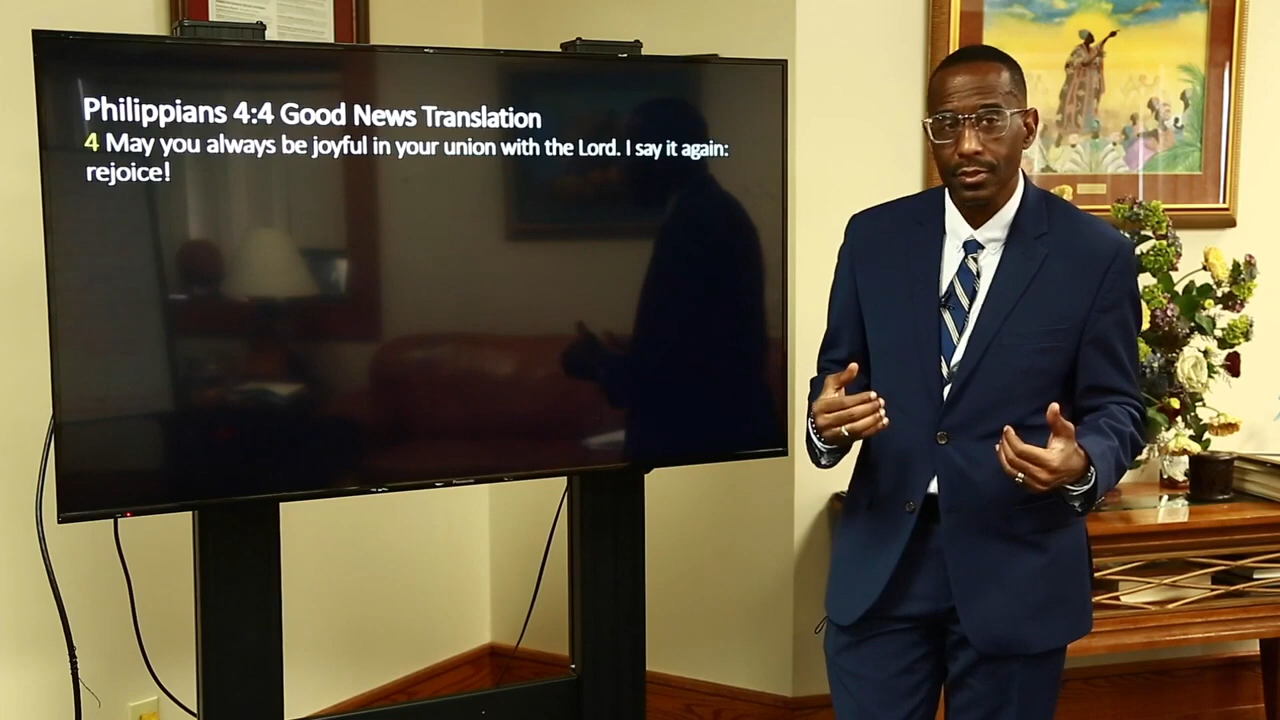 Philippians 4:4 Good News Translation
4 May you always be joyful in your union with the Lord. I say it again:
rejoice!
Panasonic